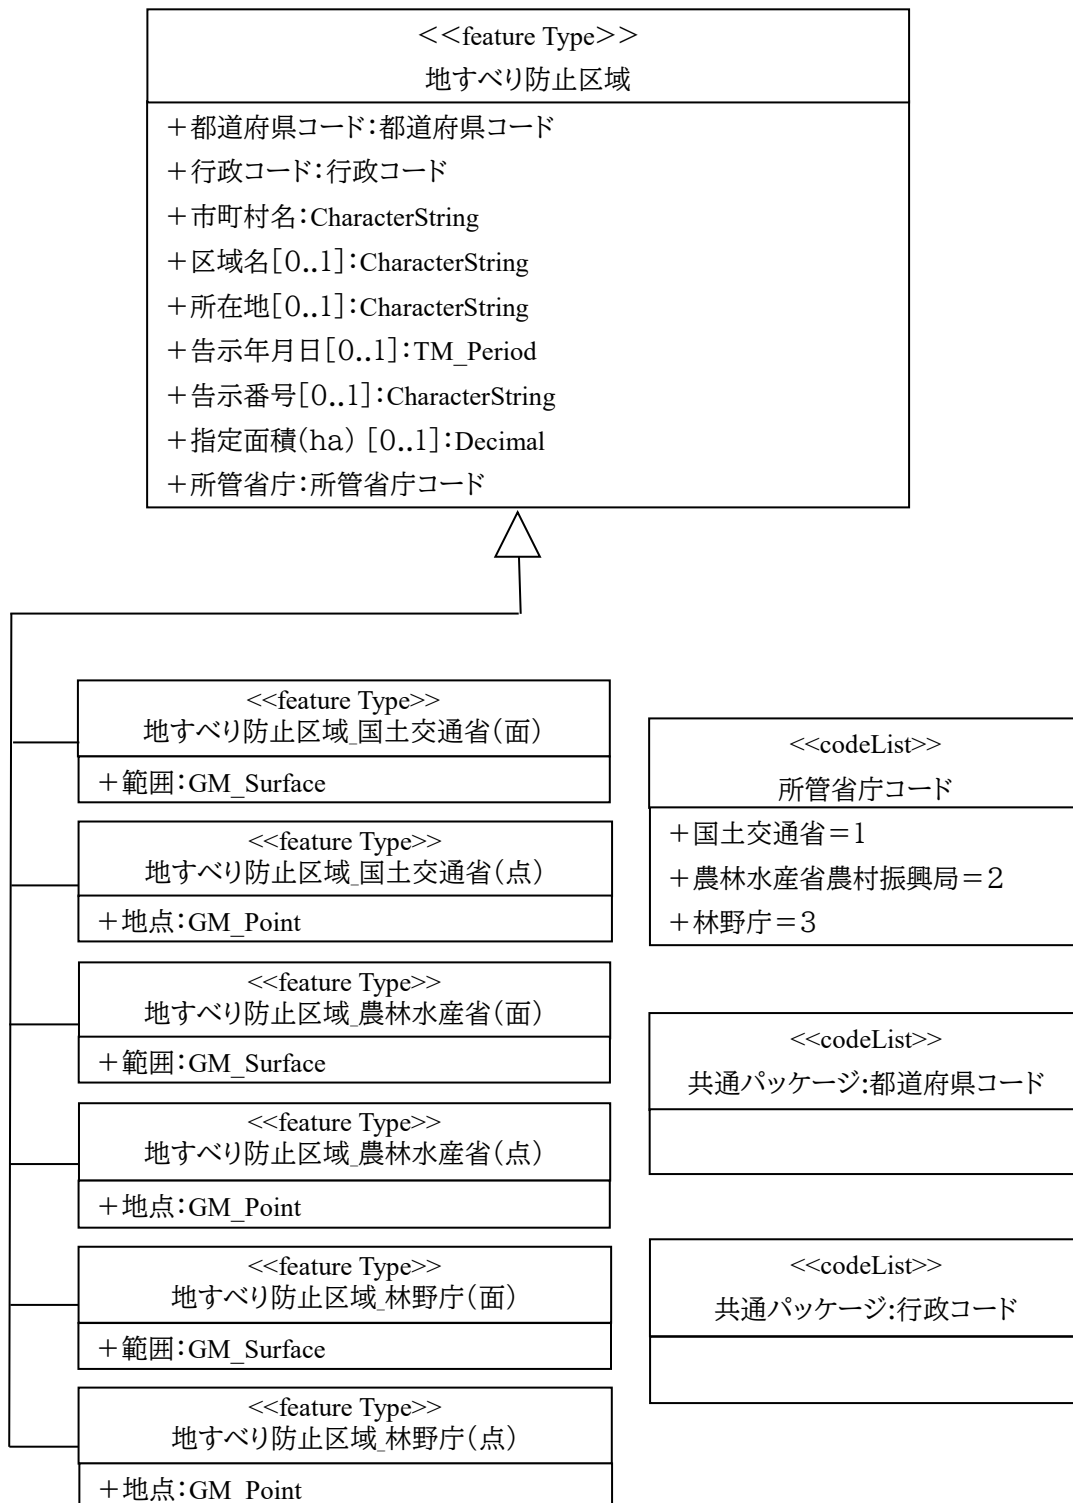 <<feature Type>>
地すべり防止区域
＋都道府県コード：都道府県コード
＋行政コード：行政コード
＋市町村名：CharacterString
＋区域名［０..１］：CharacterString
＋所在地［０..１］：CharacterString
＋告示年月日［０..１］：TM_Period
＋告示番号［０..１］：CharacterString
＋指定面積（ha） ［０..１］：Decimal
＋所管省庁：所管省庁コード
<<feature Type>>
地すべり防止区域_国土交通省（面）
＋範囲：GM_Surface
<<feature Type>>
地すべり防止区域_国土交通省（点）
＋地点：GM_Point
<<feature Type>>
地すべり防止区域_農林水産省（面）
＋範囲：GM_Surface
<<feature Type>>
地すべり防止区域_農林水産省（点）
＋地点：GM_Point
<<feature Type>>
地すべり防止区域_林野庁（面）
＋範囲：GM_Surface
<<feature Type>>
地すべり防止区域_林野庁（点）
＋地点：GM_Point
<<codeList>>
所管省庁コード
＋国土交通省＝１
＋農林水産省農村振興局＝２
＋林野庁＝３
<<codeList>>
共通パッケージ:都道府県コード
<<codeList>>
共通パッケージ:行政コード